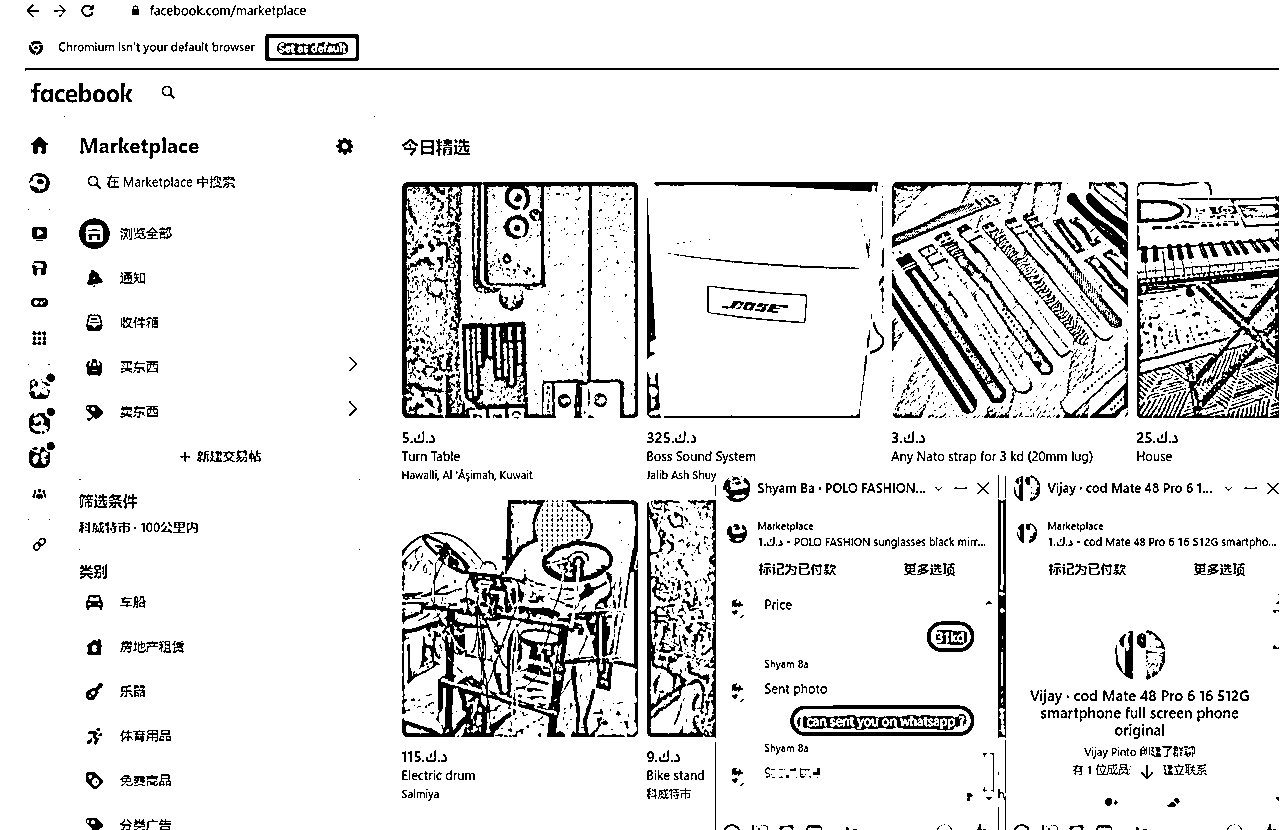 facebook.com/marketplace
Chromium isn't your default browser
Set as default
facebook
Marketplace
在 Marketplace 中搜索
浏览全部
通知
收件箱
买东西
卖东西
+ 新建交易帖
筛选条件
科威特市 · 100公里内
类别
车船
房地产租赁
乐器
体育用品
免费商品
分类广告
今日精选
BOSE
د.ك.5
Turn Table
Hawalli, Al 'Āşimah, Kuwait
د.ك.325
Boss Sound System
Jalib Ash Shuy
د.ك.3
Any Nato strap for 3 kd (20mm lug)
د.ك.25
House
د.ك.115
Electric drum
Salmiya
د.ك.9
Bike stand
科威特市
Shyam Ba · POLO FASHION...
Marketplace
د.ك.1 - POLO FASHION sunglasses black mirr...
标记为已付款
更多选项
Price
31kd
Shyam Ba
Sent photo
I can sent you on whatsapp ?
Shyam Ba
Vijay · cod Mate 48 Pro 6 1...
Marketplace
د.ك.1 - cod Mate 48 Pro 6 16 512G smartpho...
标记为已付款
更多选项
Vijay · cod Mate 48 Pro 6 16 512G
smartphone full screen phone
original
Vijay Pinto 创建了群聊
有 1 位成员
建立联系